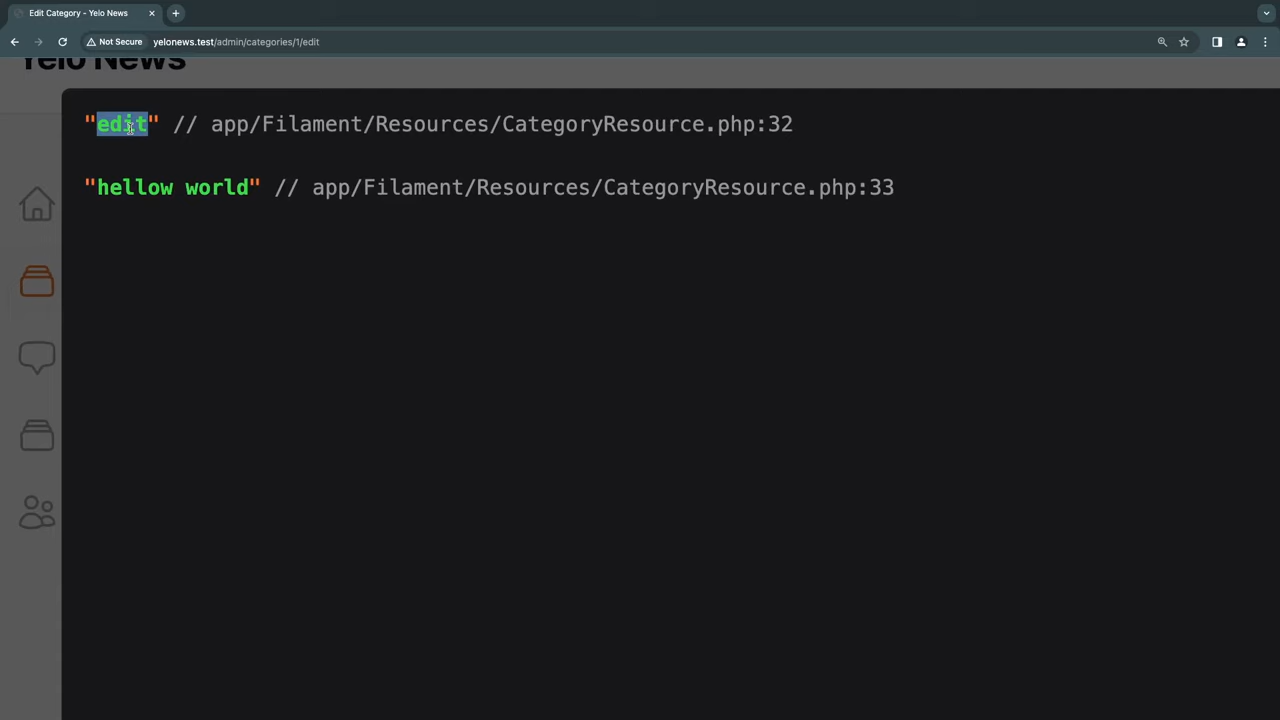 Edit Category - Yelo News
Not Secure yelonews.test/admin/categories/1/edit
Yelo News
"edit" // app/Filament/Resources/CategoryResource.php:32
"hellow world" // app/Filament/Resources/CategoryResource.php:33